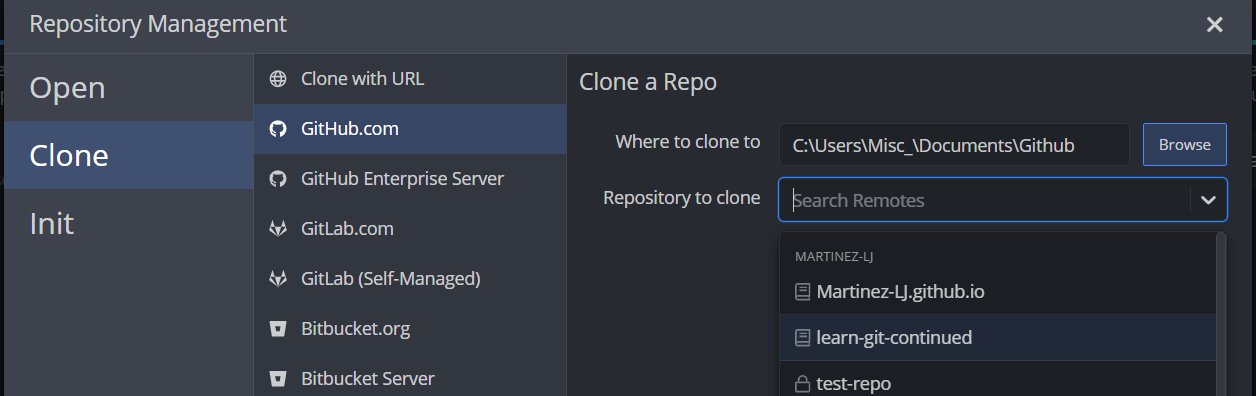 Repository Management
Open
Clone
Init
Clone with URL
GitHub.com
GitHub Enterprise Server
GitLab.com
GitLab (Self-Managed)
Bitbucket.org
Bitbucket Server
Clone a Repo
Where to clone to
C:\Users\Misc_\Documents\Github
Browse
Repository to clone
Search Remotes
MARTINEZ-LJ
Martinez-LJ.github.io
learn-git-continued
test-repo